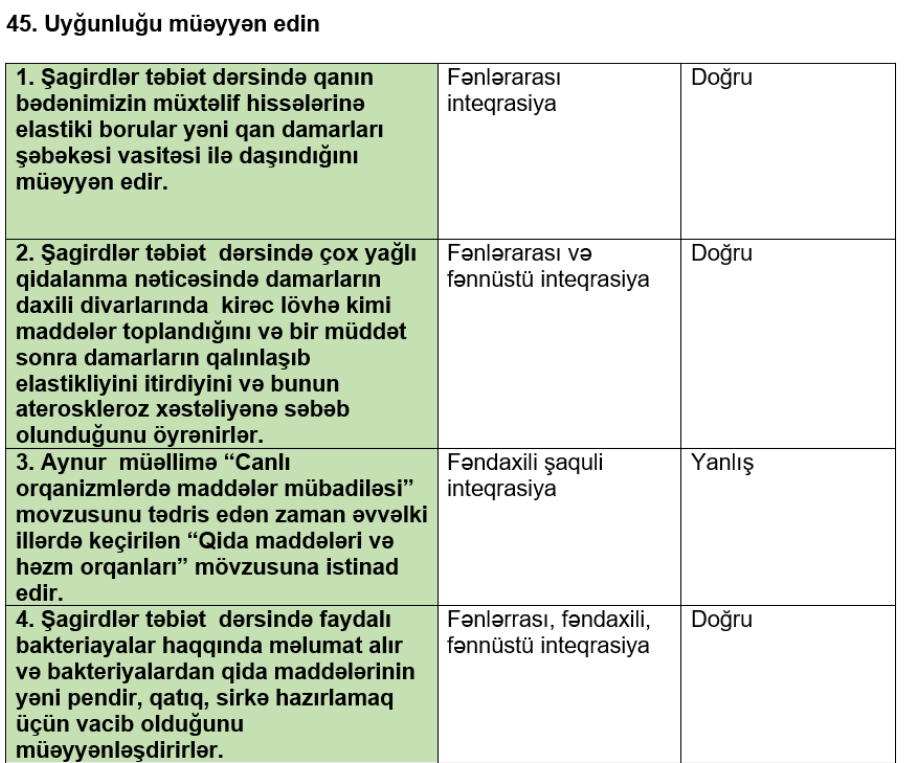 45. Uyğunluğu müəyyən edin
1. Şagirdlər təbiət dərsində qanın
bədənimizin müxtəlif hissələrinə
elastiki borular yəni qan damarları
şəbəkəsi vasitəsi ilə daşındığını
müəyyən edir.
Fənlərarası
inteqrasiya
Doğru
2. Şagirdlər təbiət dərsində çox yağlı
qidalanma nəticəsində damarların
daxili divarlarında kirəc lövhə kimi
maddələr toplandığını və bir müddət
sonra damarların qalınlaşıb
elastikliyini itirdiyini və bunun
ateroskleroz xəstəliyənə səbəb
olunduğunu öyrənirlər.
Fənlərarası və
fənnüstü inteqrasiya
Doğru
3. Aynur müəllimə “Canlı
orqanizmlərdə maddələr mübadiləsi”
movzusunu tədris edən zaman əvvəlki
illərdə keçirilən “Qida maddələri və
həzm orqanları” mövzusuna istinad
edir.
Fəndaxili şaquli
inteqrasiya
Yanlış
4. Şagirdlər təbiət dərsində faydalı
bakteriayalar haqqında məlumat alır
və bakteriyalardan qida maddələrinin
yəni pendir, qatıq, sirkə hazırlamaq
üçün vacib olduğunu
müəyyənləşdirirlər.
Fənlərrası, fəndaxili,
fənnüstü inteqrasiya
Doğru